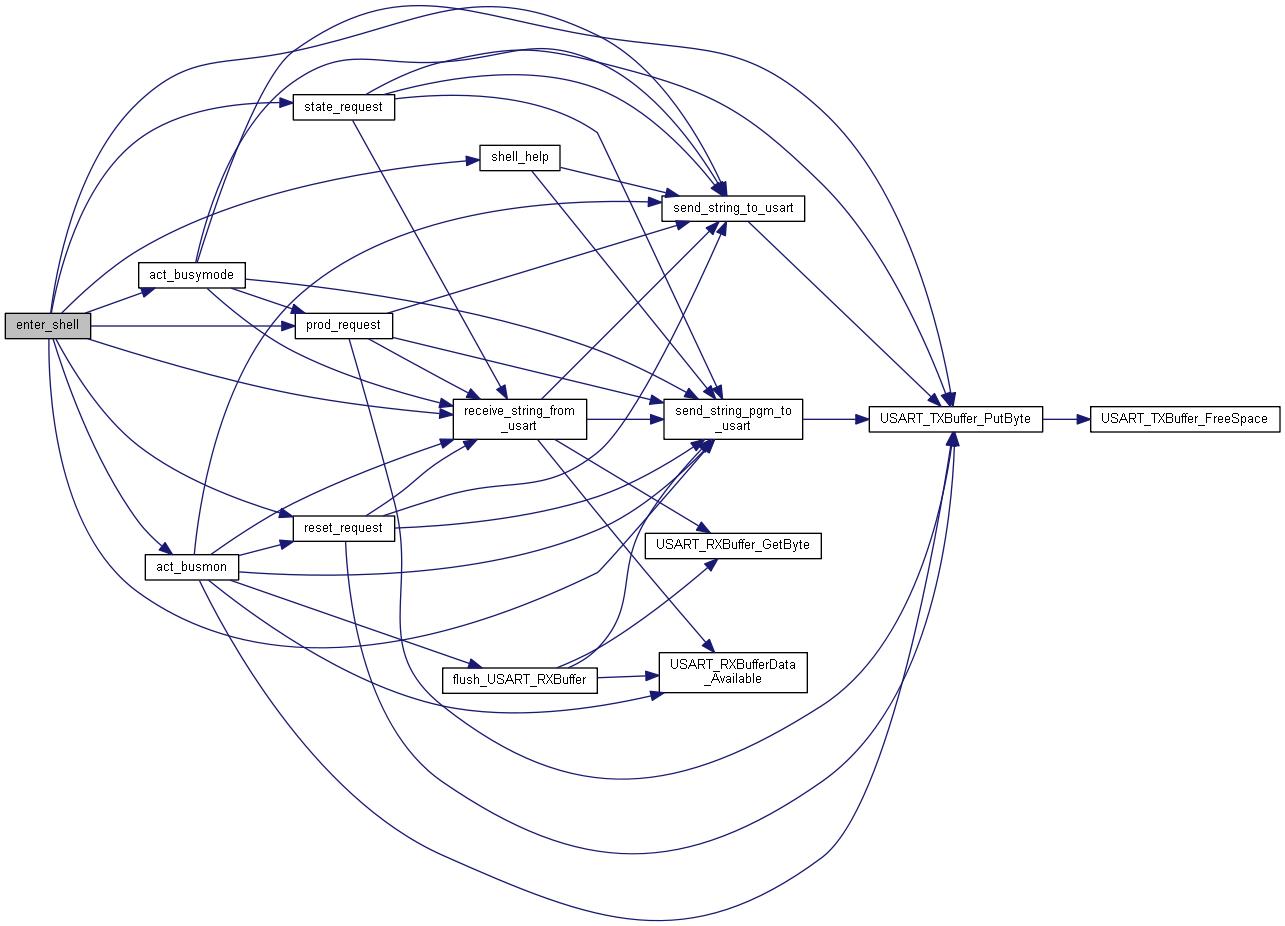 state_request
shell_help
send_string_to_usart
act_busymode
enter_shell
prod_request
receive_string_from
_usart
send_string_pgm_to
_usart
USART_TXBuffer_PutByte
USART_TXBuffer_FreeSpace
reset_request
USART_RXBuffer_GetByte
act_busmon
flush_USART_RXBuffer
USART_RXBufferData
_Available